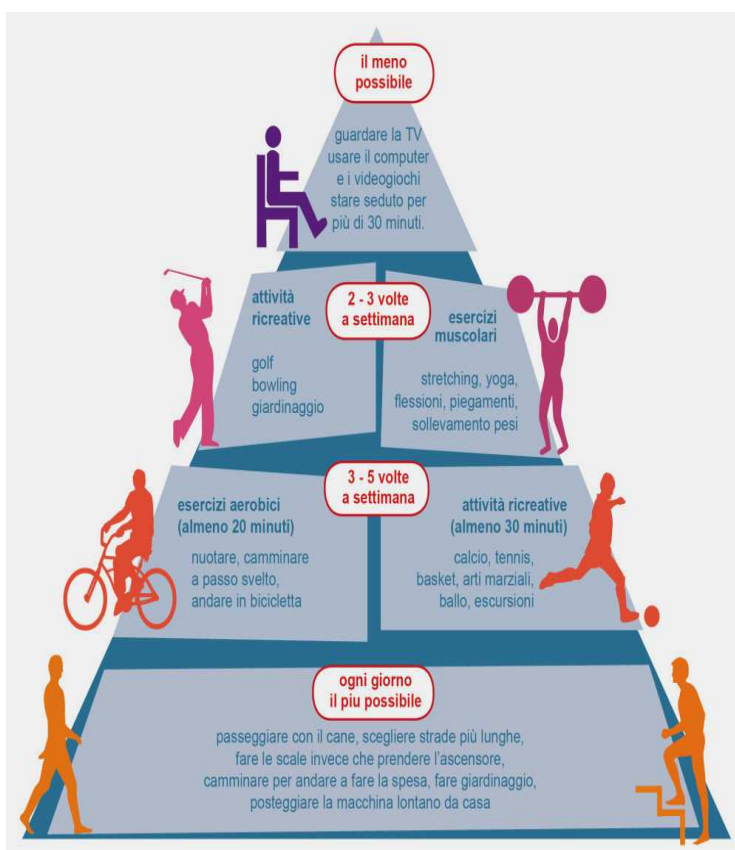 il meno
possibile
guardare la TV
usare il computer
e i videogiochi
stare seduto per
più di 30 minuti.
2 - 3 volte
a settimana
attività
ricreative
golf
bowling
giardinaggio
esercizi
muscolari
stretching, yoga,
flessioni, piegamenti,
sollevamento pesi
3 - 5 volte
a settimana
esercizi aerobici
(almeno 20 minuti)
nuotare, camminare
a passo svelto,
andare in bicicletta
attività ricreative
(almeno 30 minuti)
calcio, tennis,
basket, arti marziali,
ballo, escursioni
ogni giorno
il piu possibile
passeggiare con il cane, scegliere strade più lunghe,
fare le scale invece che prendere l'ascensore,
camminare per andare a fare la spesa, fare giardinaggio,
posteggiare la macchina lontano da casa